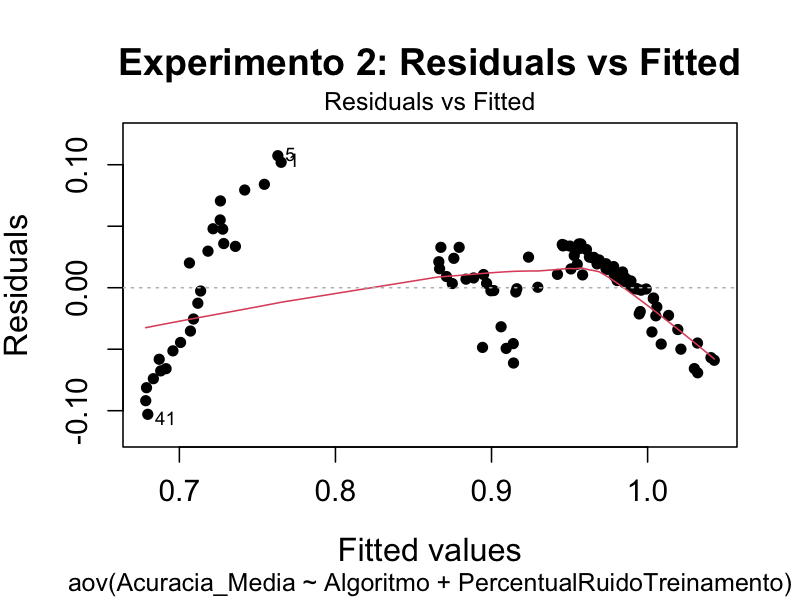 Experimento 2: Residuals vs Fitted
Residuals vs Fitted
Residuals
0.10
0.00
-0.10
5
1
41
0.7 0.8 0.9 1.0
Fitted values
aov(Acuracia_Media ~ Algoritmo + PercentualRuidoTreinamento)